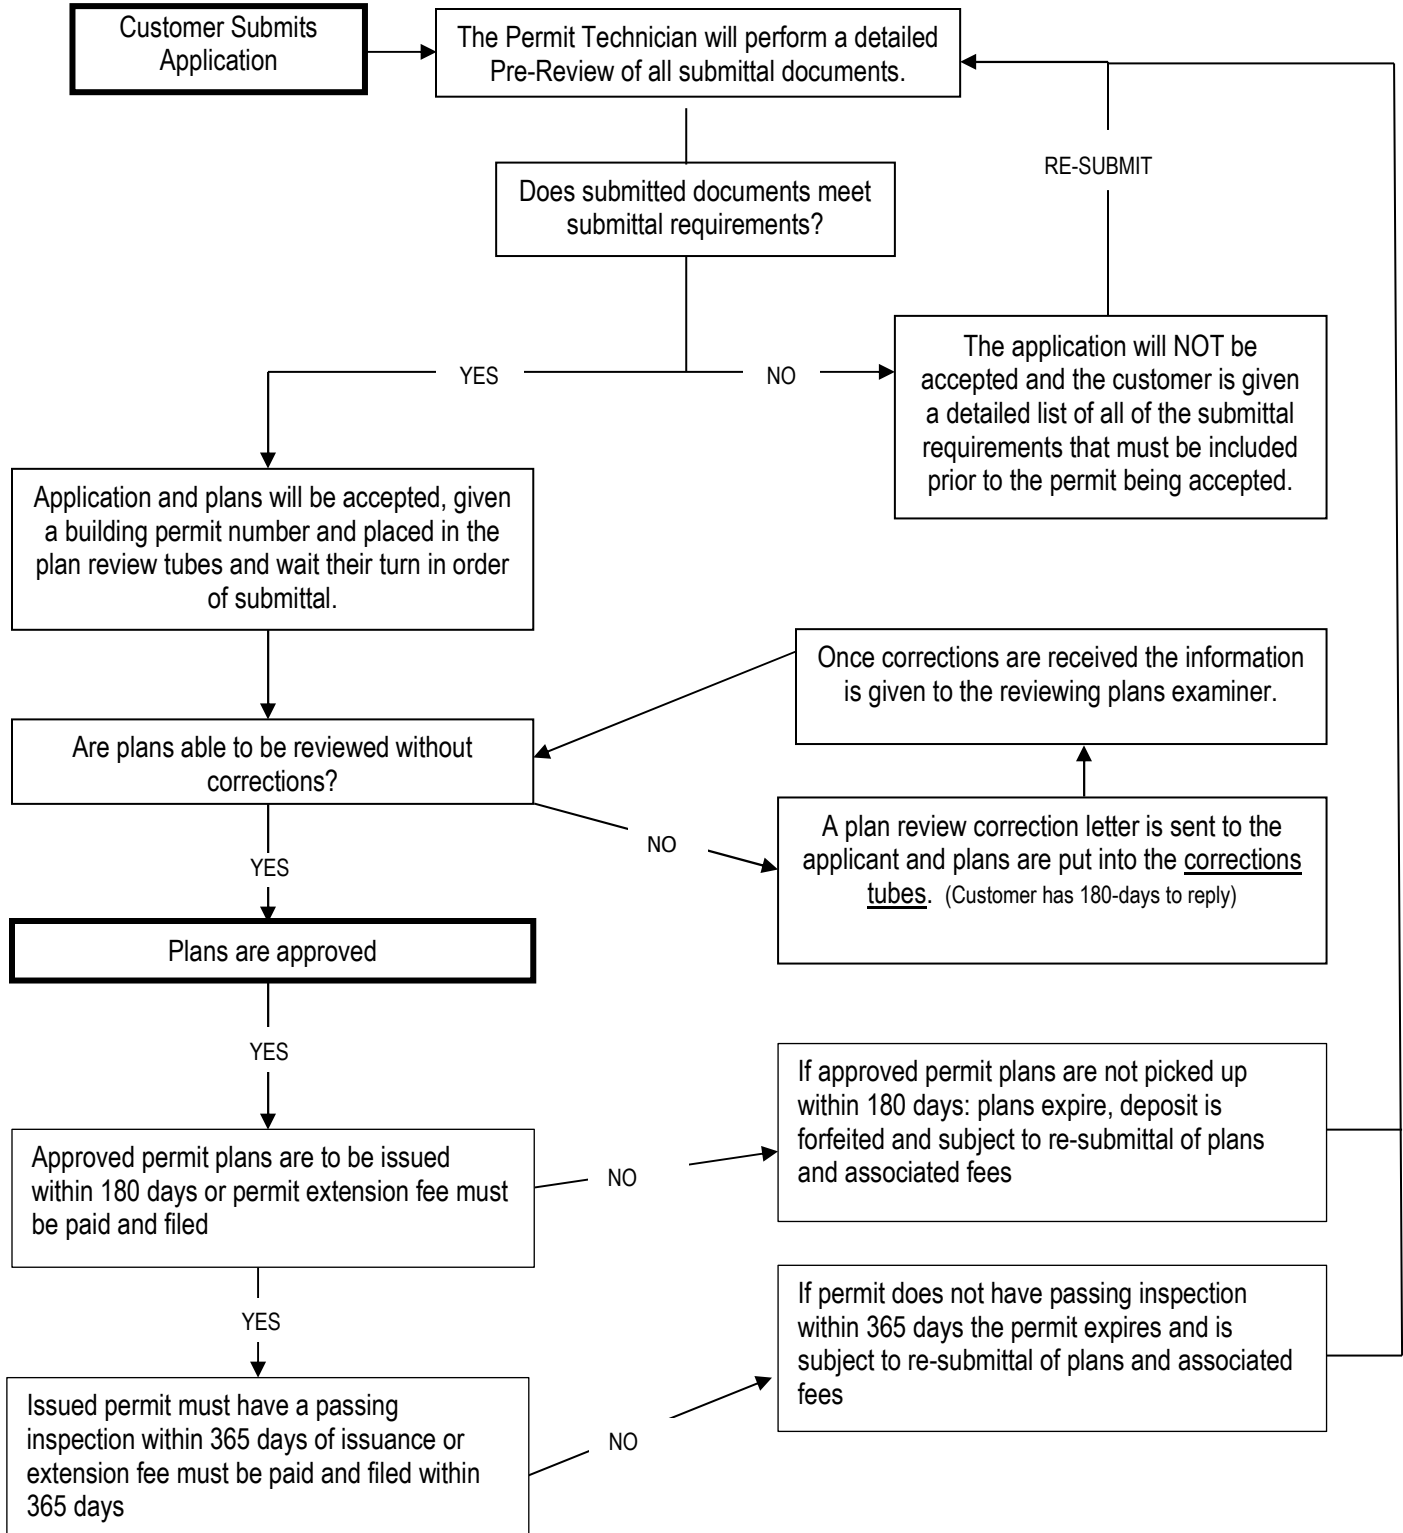 Customer Submits
Application
The Permit Technician will perform a detailed
Pre-Review of all submittal documents.
RE-SUBMIT
Does submitted documents meet
submittal requirements?
The application will NOT be
accepted and the customer is given
a detailed list of all of the submittal
requirements that must be included
prior to the permit being accepted.
YES
NO
Application and plans will be accepted, given
a building permit number and placed in the
plan review tubes and wait their turn in order
of submittal.
Once corrections are received the information
is given to the reviewing plans examiner.
Are plans able to be reviewed without
corrections?
A plan review correction letter is sent to the
applicant and plans are put into the corrections
tubes. (Customer has 180-days to reply)
NO
YES
Plans are approved
YES
If approved permit plans are not picked up
within 180 days: plans expire, deposit is
forfeited and subject to re-submittal of plans
and associated fees
Approved permit plans are to be issued
within 180 days or permit extension fee must
be paid and filed
NO
YES
If permit does not have passing inspection
within 365 days the permit expires and is
subject to re-submittal of plans and associated
fees
Issued permit must have a passing
inspection within 365 days of issuance or
extension fee must be paid and filed within
365 days
NO